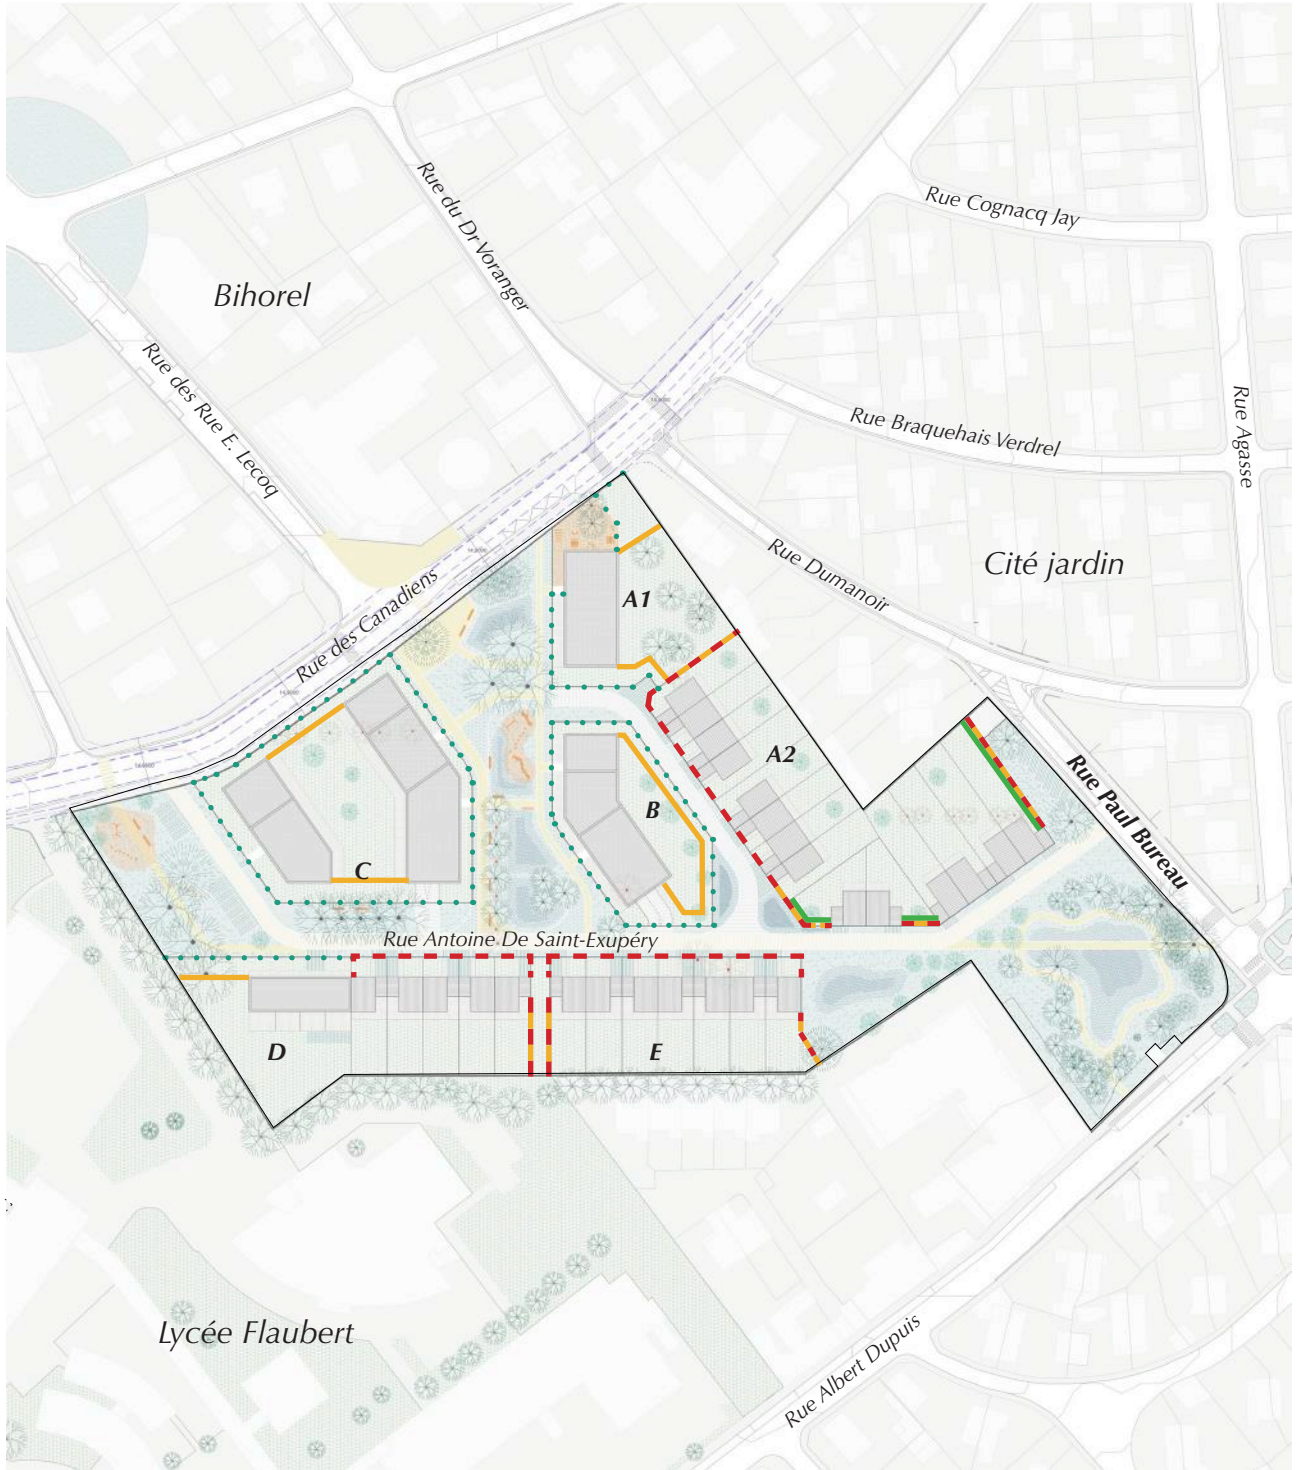 Rue du Dr Voranger
Rue Cognacq Jay
Bihorel
Rue des Rue E. Lecoq
Rue Braquehais Verdrel
Rue Agasse
Rue Dumanoir
Cité jardin
Rue des Canadiens
A1
A2
Rue Paul Bureau
B
C
Rue Antoine De Saint-Exupéry
D
E
Lycée Flaubert
Rue Albert Dupuis